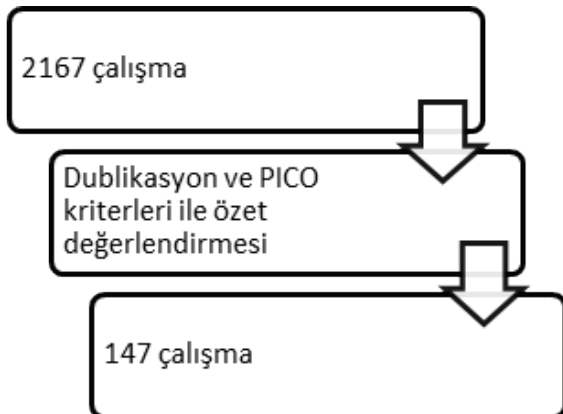 2167 çalışma
Dublikasyon ve PICO
kriterleri ile özet
değerlendirmesi
147 çalışma